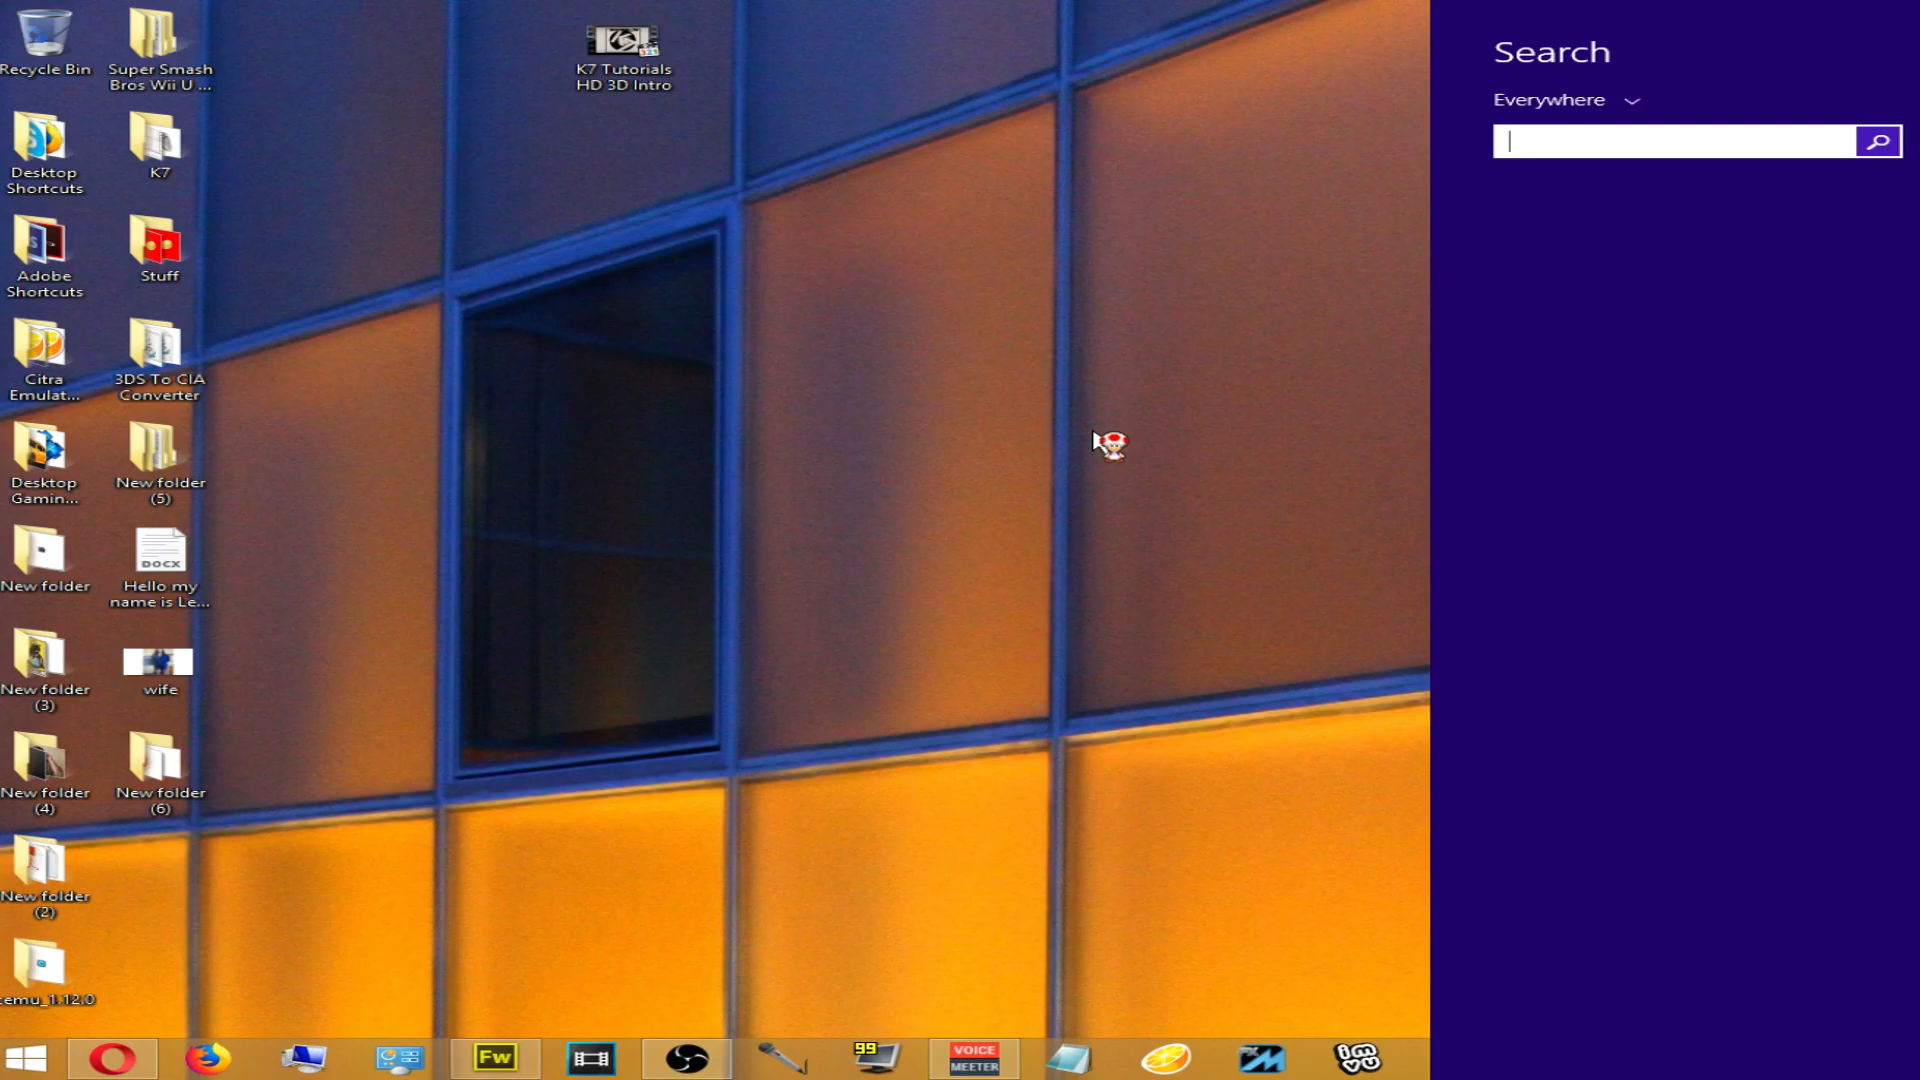 Recycle Bin
Super Smash
Bros Wii U ...
K7 Tutorials
HD 3D Intro
Search
Everywhere
Desktop
Shortcuts
K7
Adobe
Shortcuts
Stuff
Citra
Emulat...
3DS To CIA
Converter
Desktop
Gamin...
New folder
(5)
New folder
DOCX
Hello my
name is Le...
New folder
(3)
wife
New folder
(4)
New folder
(6)
New folder
(2)
cemu_1.12.0
Fw
99
VOICE
MEETER
imvu